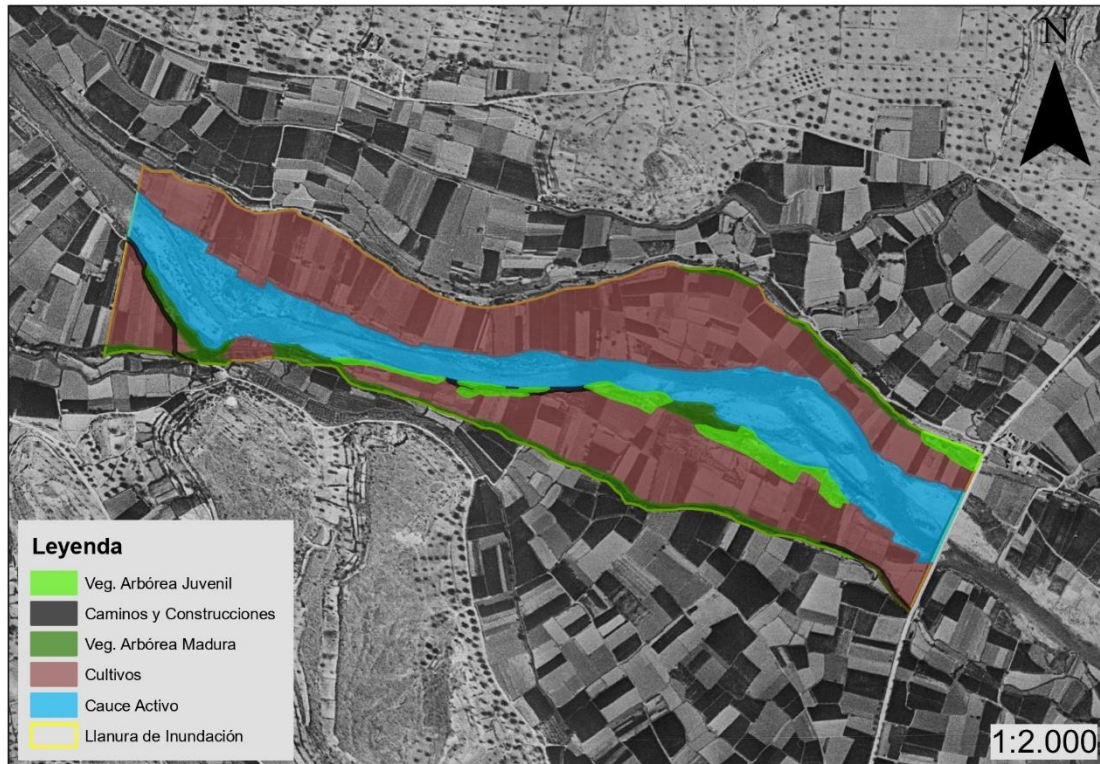 N
Leyenda
Veg. Arbórea Juvenil
Caminos y Construcciones
Veg. Arbórea Madura
Cultivos
Cauce Activo
Llanura de Inundación
1:2.000